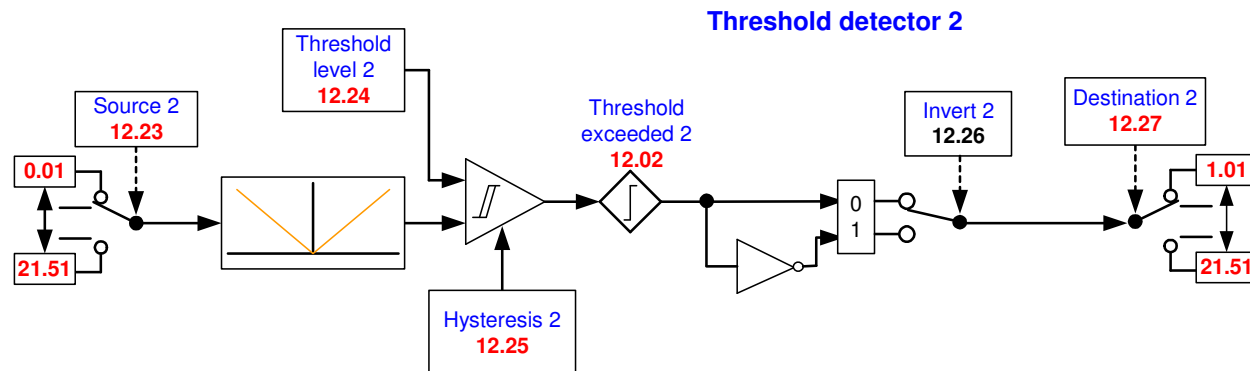 Threshold detector 2
Threshold
level 2
12.24
Source 2
12.23
0.01
21.51
Hysteresis 2
12.25
Threshold
exceeded 2
12.02
0
1
Invert 2
12.26
Destination 2
12.27
1.01
21.51